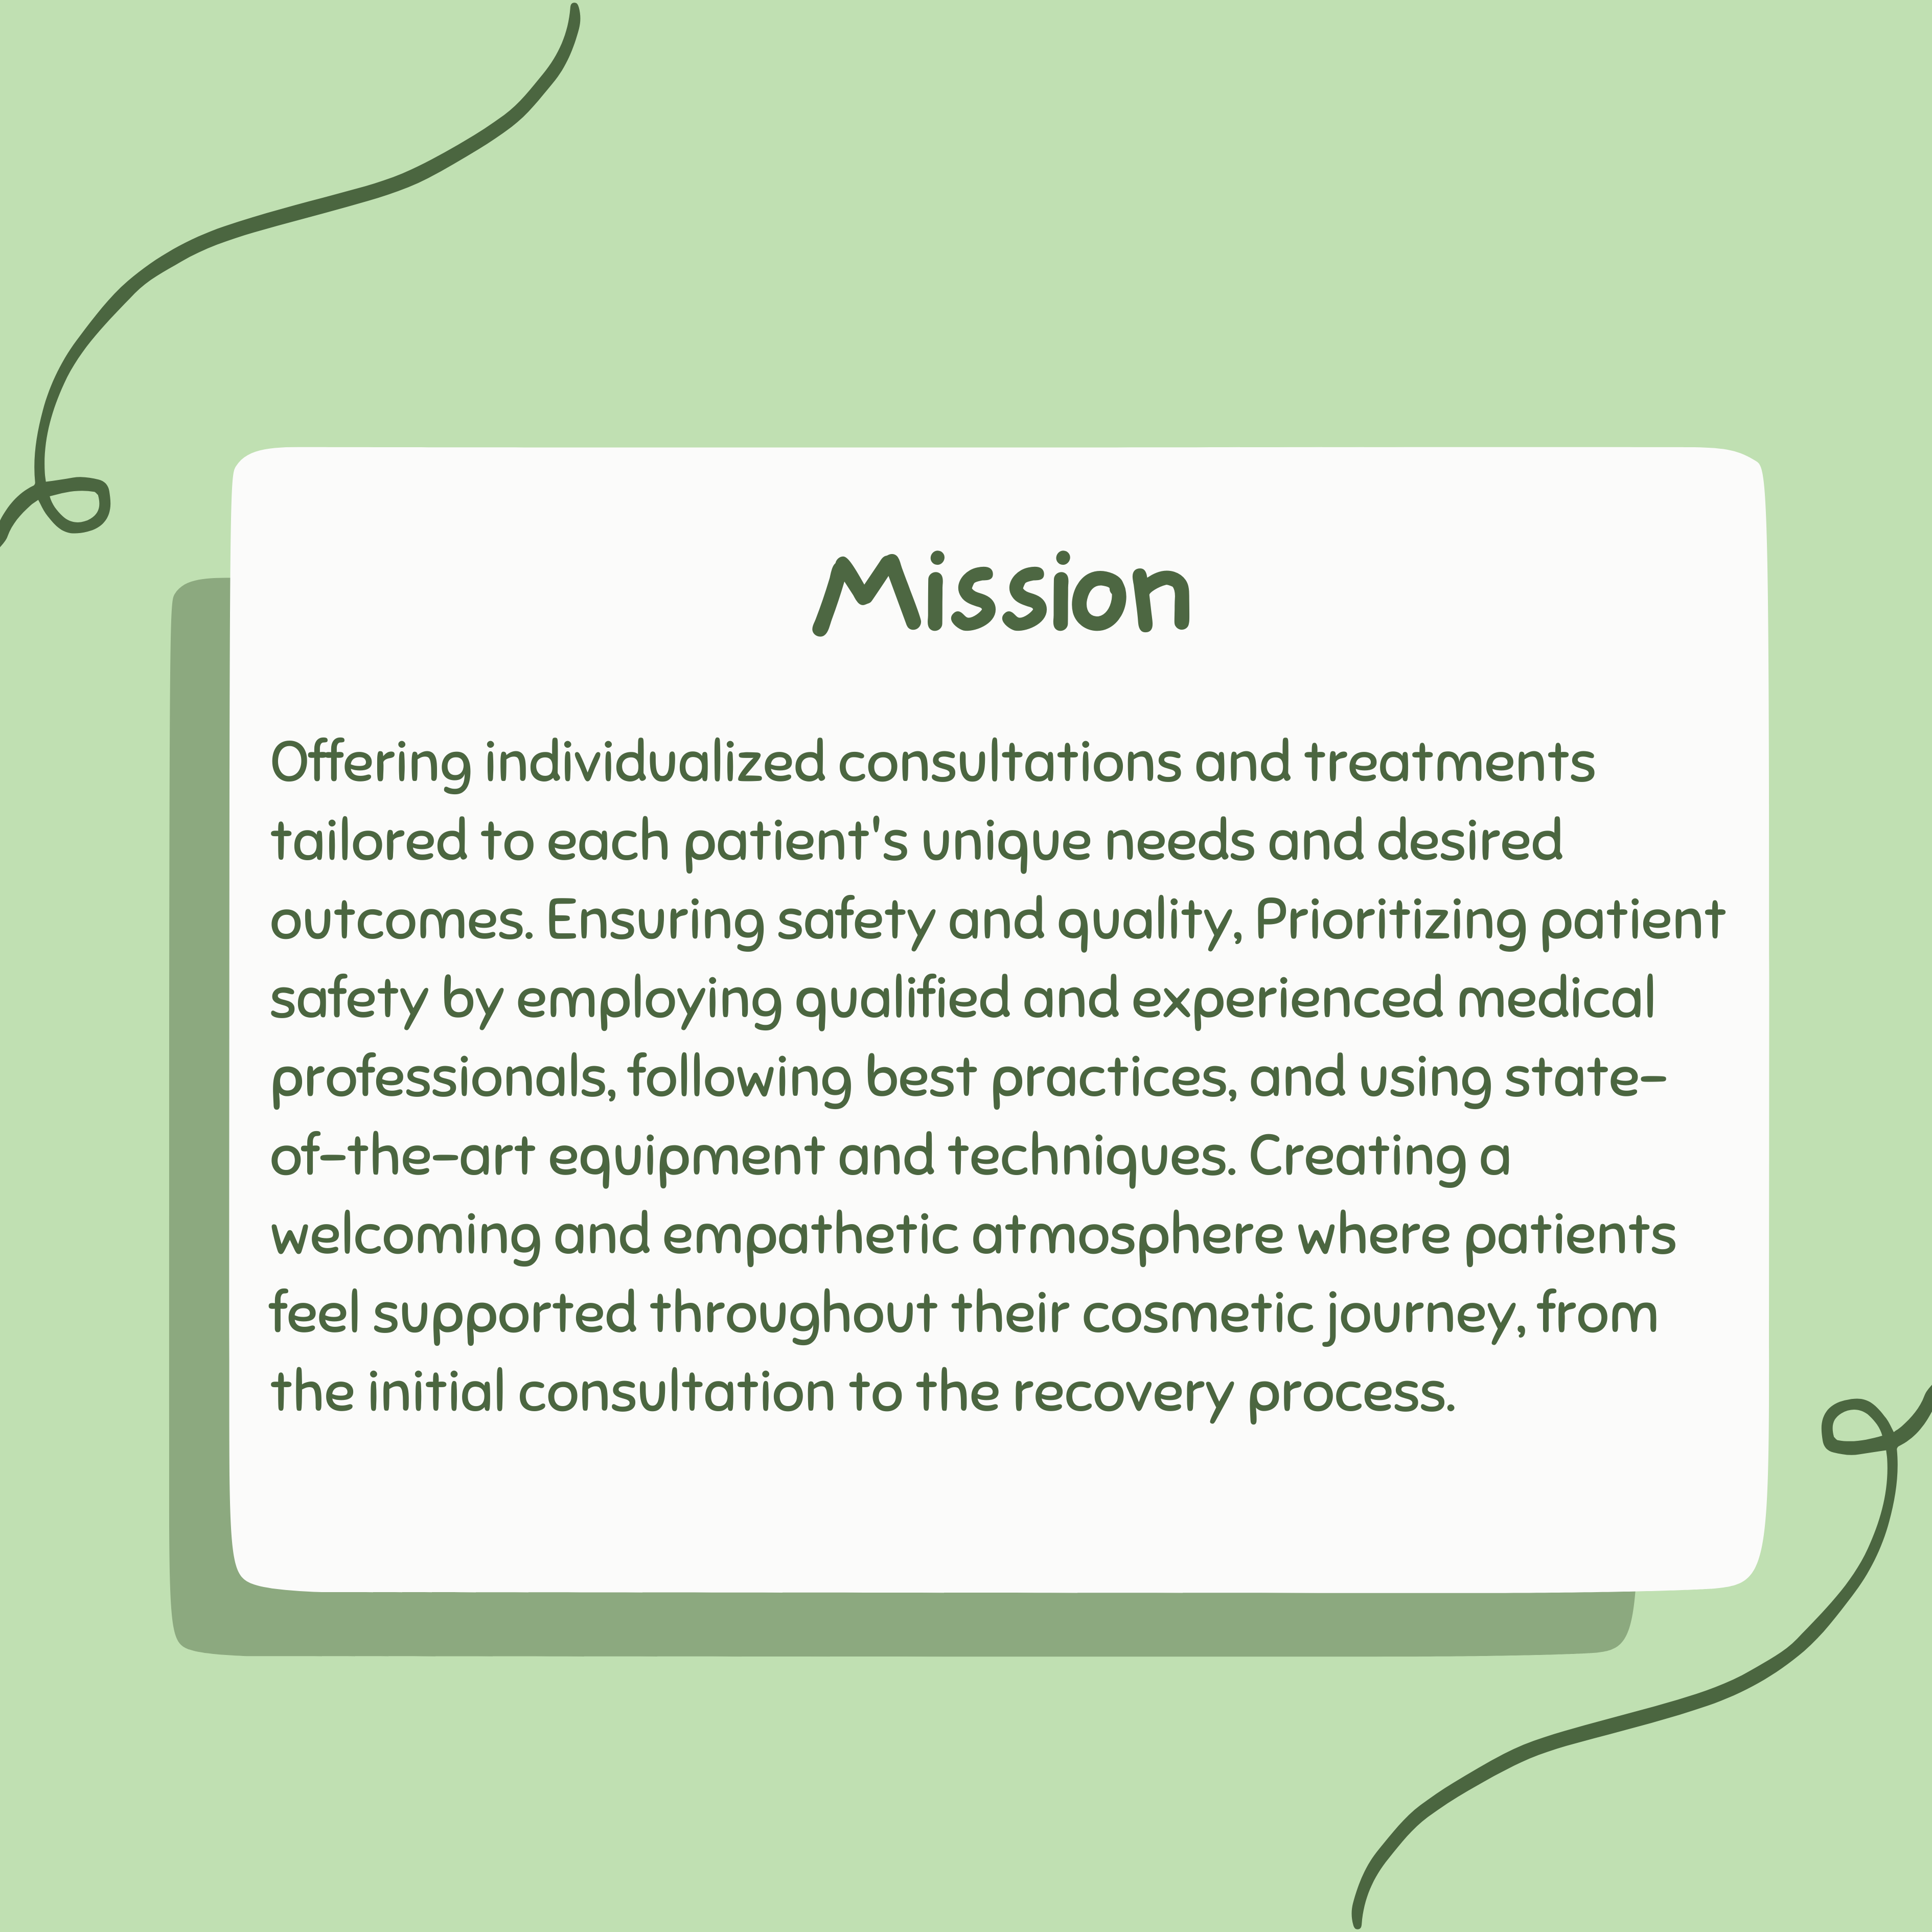 Mission
Offering individualized consultations and treatments
tailored to each patient's unique needs and desired
outcomes. Ensuring safety and quality, Prioritizing patient
safety by employing qualified and experienced medical
professionals, following best practices, and using state-
of-the-art equipment and techniques. Creating a
welcoming and empathetic atmosphere where patients
feel supported throughout their cosmetic journey, from
the initial consultation to the recovery process.